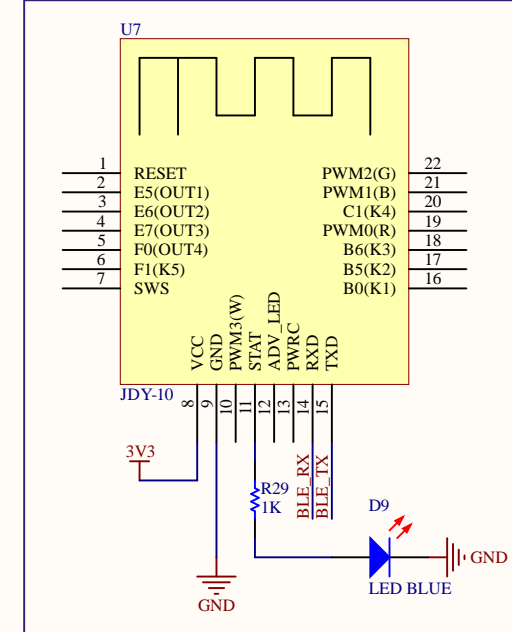 U7
1 RESET PWM2(G) 22
2 E5(OUT1) PWM1(B) 21
3 E6(OUT2) C1(K4) 20
4 E7(OUT3) PWM0(R) 19
5 F0(OUT4) B6(K3) 18
6 F1(K5) B5(K2) 17
7 SWS B0(K1) 16
VCC
GND
PWM3(W)
STAT
ADV_LED
PWRC
RXD
TXD
JDY-10
8
9
10
11
12
13
14
15
3V3
BLE_RX
BLE_TX
R29
1K
D9
GND
LED BLUE
GND